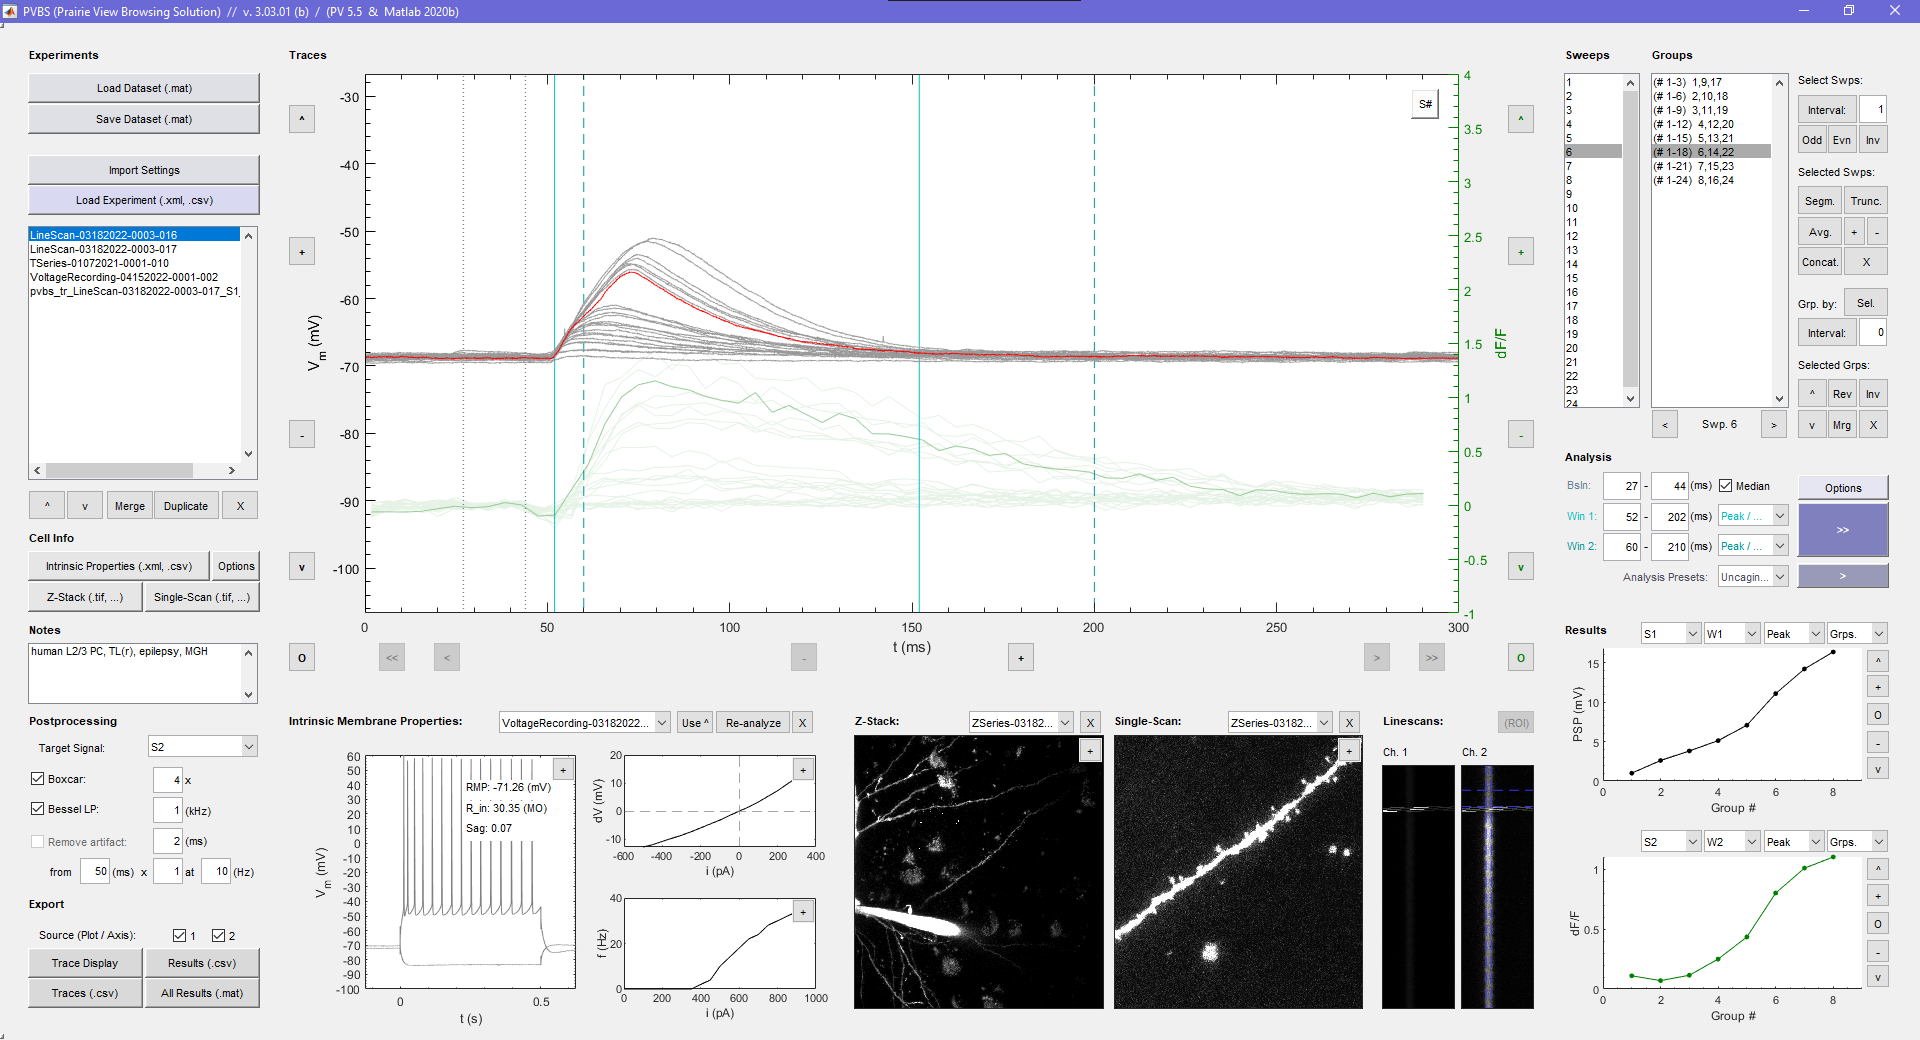 PVBS (Prairie View Browsing Solution)  //  v. 3.03.01 (b)  /  (PV 5.5  &  Matlab 2020b)
Experiments
Load Dataset (.mat)
Save Dataset (.mat)
Import Settings
Load Experiment (.xml, .csv)
LineScan-03182022-0003-016
LineScan-03182022-0003-017
TSeries-01072021-0001-010
VoltageRecording-04152022-0001-002
pvbs_tr_LineScan-03182022-0003-017_S1_
^
v
Merge
Duplicate
X
Cell Info
Intrinsic Properties (.xml, .csv)
Options
Z-Stack (.tif, ...)
Single-Scan (.tif, ...)
Notes
human L2/3 PC, TL(r), epilepsy, MGH
Postprocessing
Target Signal:
S2
Boxcar:
4 x
Bessel LP:
1 (kHz)
Remove artifact:
2 (ms)
from 50 (ms) x 1 at 10 (Hz)
Export
Source (Plot / Axis):
1
2
Trace Display
Results (.csv)
Traces (.csv)
All Results (.mat)
Traces
^
+
-
v
O
-30
-40
-50
-60
-70
-80
-90
-100
Vm (mV)
0
50
100
150
200
250
300
t (ms)
4
3.5
3
2.5
2
1.5
1
0.5
0
-0.5
-1
dF/F
S#
^
+
-
v
O
<<
<
-
+
>
>>
Intrinsic Membrane Properties:
VoltageRecording-03182022...
Use ^
Re-analyze
X
60
50
40
30
20
10
0
-10
-20
-30
-40
-50
-60
-70
-80
-90
-100
Vm (mV)
+
RMP: -71.26 (mV)
R_in: 30.35 (MO)
Sag: 0.07
0
0.5
t (s)
20
10
0
-10
dV (mV)
+
-600
-400
-200
0
200
400
i (pA)
40
20
0
f (Hz)
+
0
200
400
600
800
1000
i (pA)
Z-Stack:
ZSeries-03182...
X
+
Single-Scan:
ZSeries-03182...
X
+
Linescans:
(ROI)
Ch. 1
Ch. 2
Sweeps
1
2
3
4
5
6
7
8
9
10
11
12
13
14
15
16
17
18
19
20
21
22
23
24
Groups
(# 1-3)  1,9,17
(# 1-6)  2,10,18
(# 1-9)  3,11,19
(# 1-12)  4,12,20
(# 1-15)  5,13,21
(# 1-18)  6,14,22
(# 1-21)  7,15,23
(# 1-24)  8,16,24
<
Swp. 6
>
Select Swps:
Interval:
1
Odd
Evn
Inv
Selected Swps:
Segm.
Trunc.
Avg.
+
-
Concat.
X
Grp. by:
Sel.
Interval:
0
Selected Grps:
^
Rev
Inv
v
Mrg
X
Analysis
Bsln: 27 - 44 (ms)
Median
Options
Win 1: 52 - 202 (ms)
Peak / ...
>>
Win 2: 60 - 210 (ms)
Peak / ...
Analysis Presets:
Uncagin...
>
Results
S1
W1
Peak
Grps.
15
10
5
0
PSP (mV)
0
2
4
6
8
Group #
^
+
O
-
v
S2
W2
Peak
Grps.
1
0.5
0
dF/F
0
2
4
6
8
Group #
^
+
O
-
v